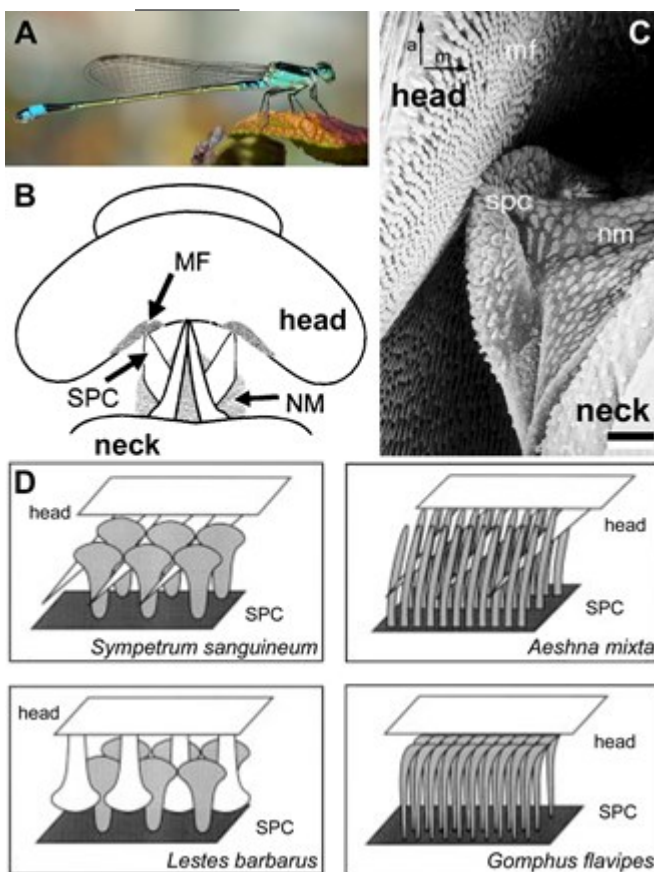 A
B
MF
head
SPC
NM
neck
C
a
m
mf
head
spc
nm
neck
D
head
SPC
Sympetrum sanguineum
head
SPC
Aeshna mixta
head
SPC
Lestes barbarus
head
SPC
Gomphus flavipes